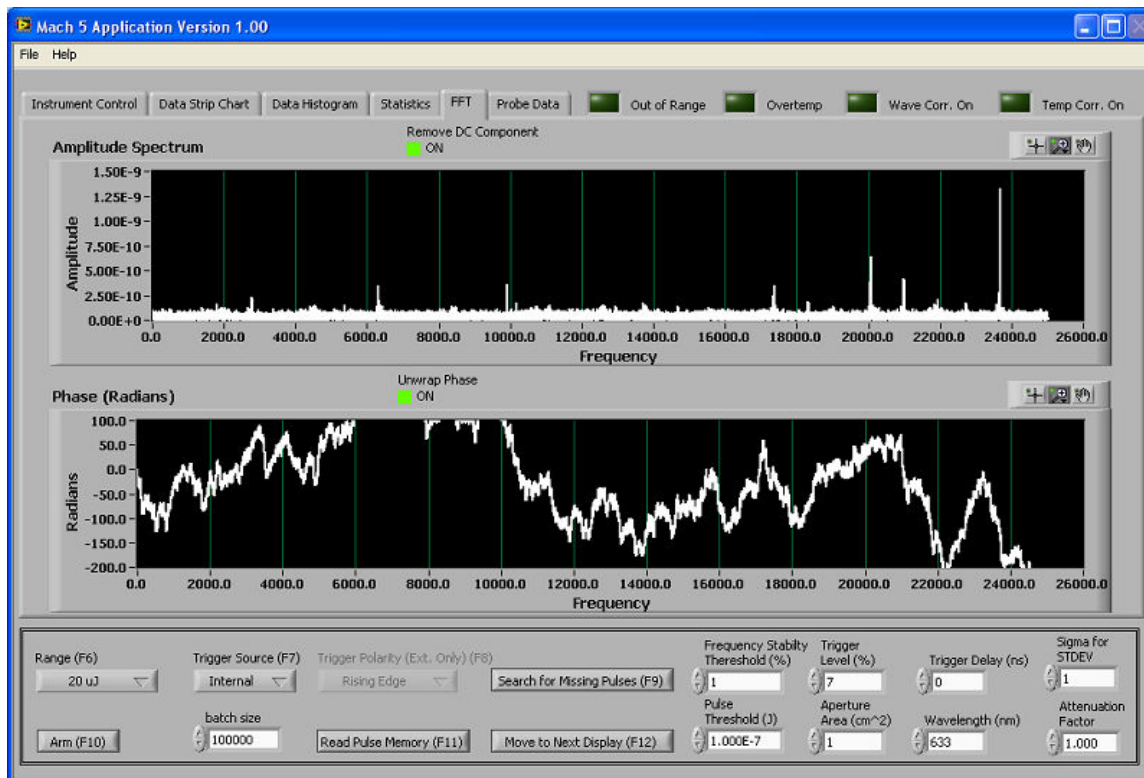 Mach 5 Application Version 1.00
File Help
Instrument Control Data Strip Chart Data Histogram Statistics FFT Probe Data Out of Range Overtemp Wave Corr. On Temp Corr. On
Remove DC Component
ON
Amplitude Spectrum
1.50E-9
1.25E-9
1.00E-9
7.50E-10
5.00E-10
2.50E-10
0.00E+0
Amplitude
0.0 2000.0 4000.0 6000.0 8000.0 10000.0 12000.0 14000.0 16000.0 18000.0 20000.0 22000.0 24000.0 26000.0
Frequency
Unwrap Phase
ON
Phase (Radians)
100.0
50.0
0.0
-50.0
-100.0
-150.0
-200.0
Radians
0.0 2000.0 4000.0 6000.0 8000.0 10000.0 12000.0 14000.0 16000.0 18000.0 20000.0 22000.0 24000.0 26000.0
Frequency
Range (F6)
20 uJ
Trigger Source (F7)
Internal
Trigger Polarity (Ext. Only) (F8)
Rising Edge
Search for Missing Pulses (F9)
Frequency Stabilty
Thereshold (%)
1
Trigger
Level (%)
7
Trigger Delay (ns)
0
Sigma for
STDEV
1
Arm (F10)
batch size
100000
Read Pulse Memory (F11)
Move to Next Display (F12)
Pulse
Threshold (J)
1.000E-7
Aperture
Area (cm^2)
1
Wavelength (nm)
633
Attenuation
Factor
1.000